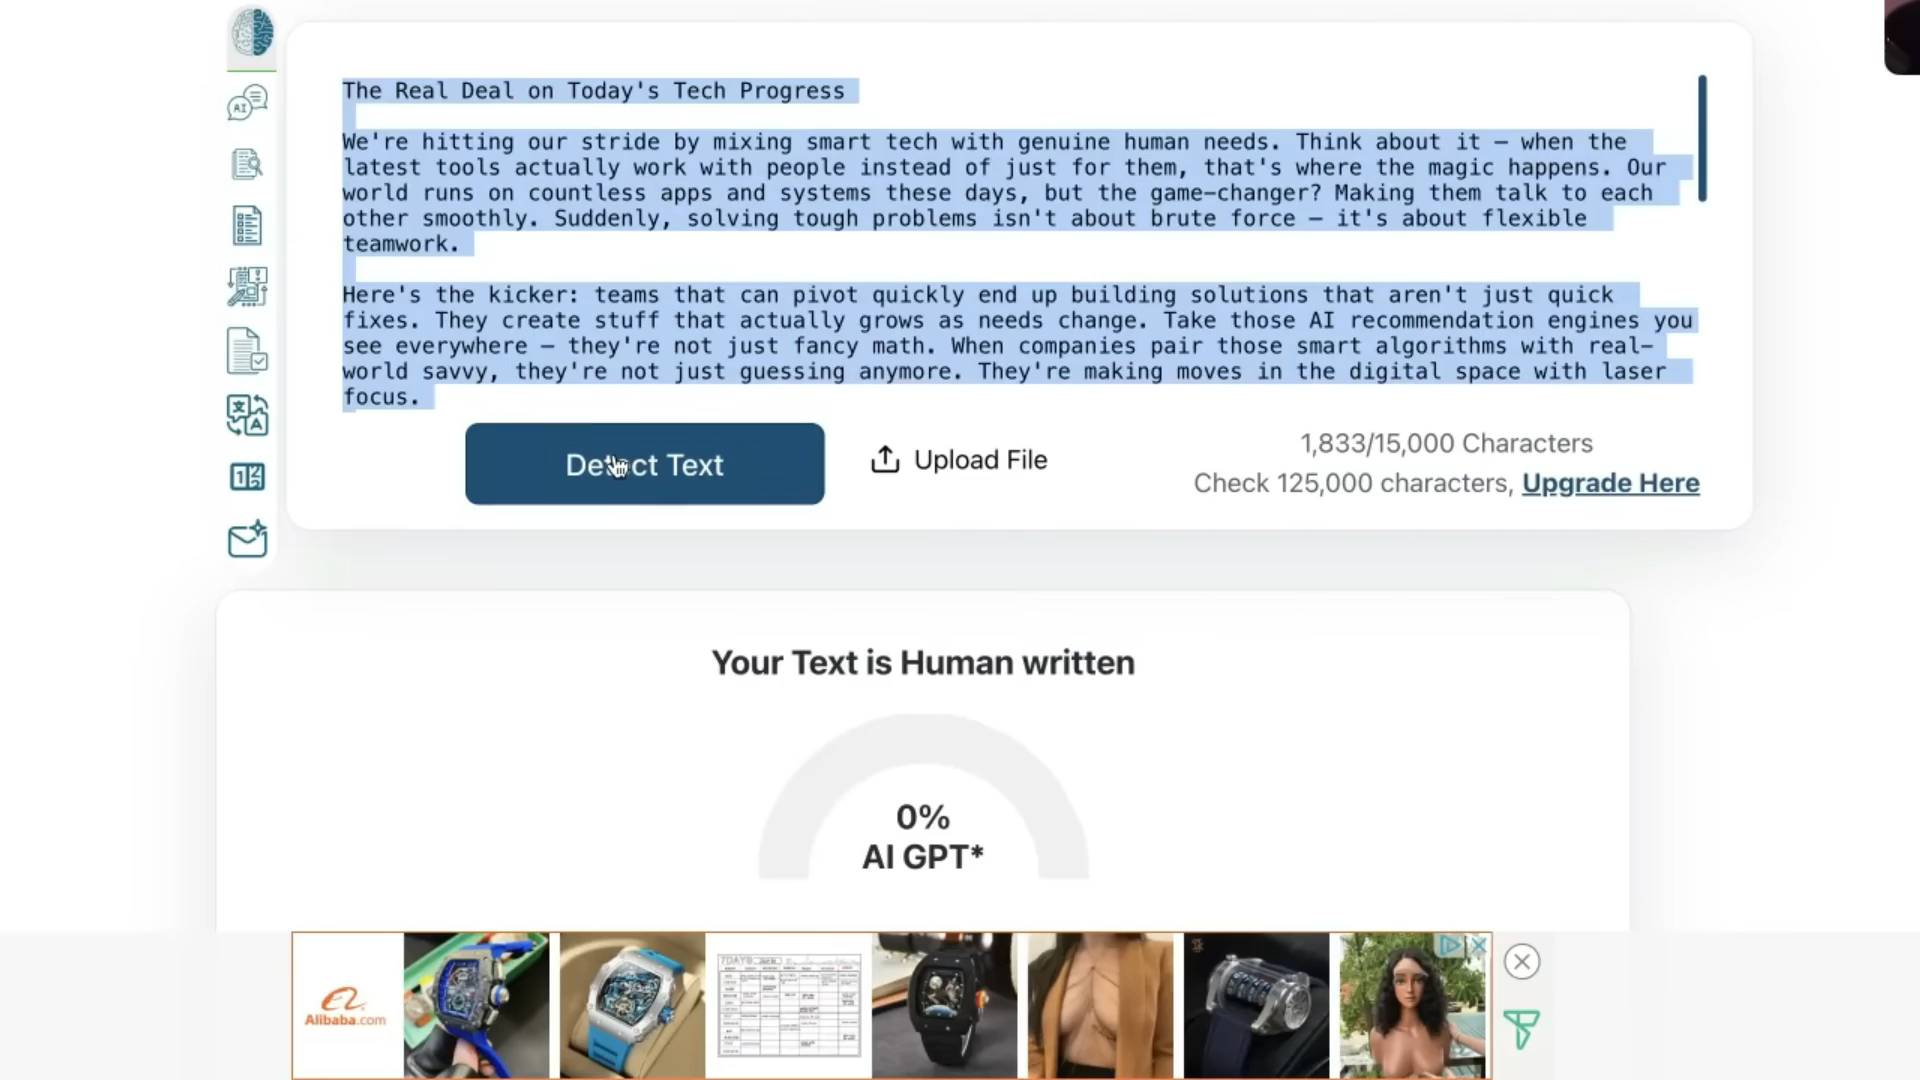 The Real Deal on Today's Tech Progress
We're hitting our stride by mixing smart tech with genuine human needs. Think about it – when the
latest tools actually work with people instead of just for them, that's where the magic happens. Our
world runs on countless apps and systems these days, but the game-changer? Making them talk to each
other smoothly. Suddenly, solving tough problems isn't about brute force – it's about flexible
teamwork.
Here's the kicker: teams that can pivot quickly end up building solutions that aren't just quick
fixes. They create stuff that actually grows as needs change. Take those AI recommendation engines you
see everywhere – they're not just fancy math. When companies pair those smart algorithms with real-
world savvy, they're not just guessing anymore. They're making moves in the digital space with laser
focus.
Detect Text
Upload File
1,833/15,000 Characters
Check 125,000 characters, Upgrade Here
Your Text is Human written
0%
AI GPT*
Alibaba.com